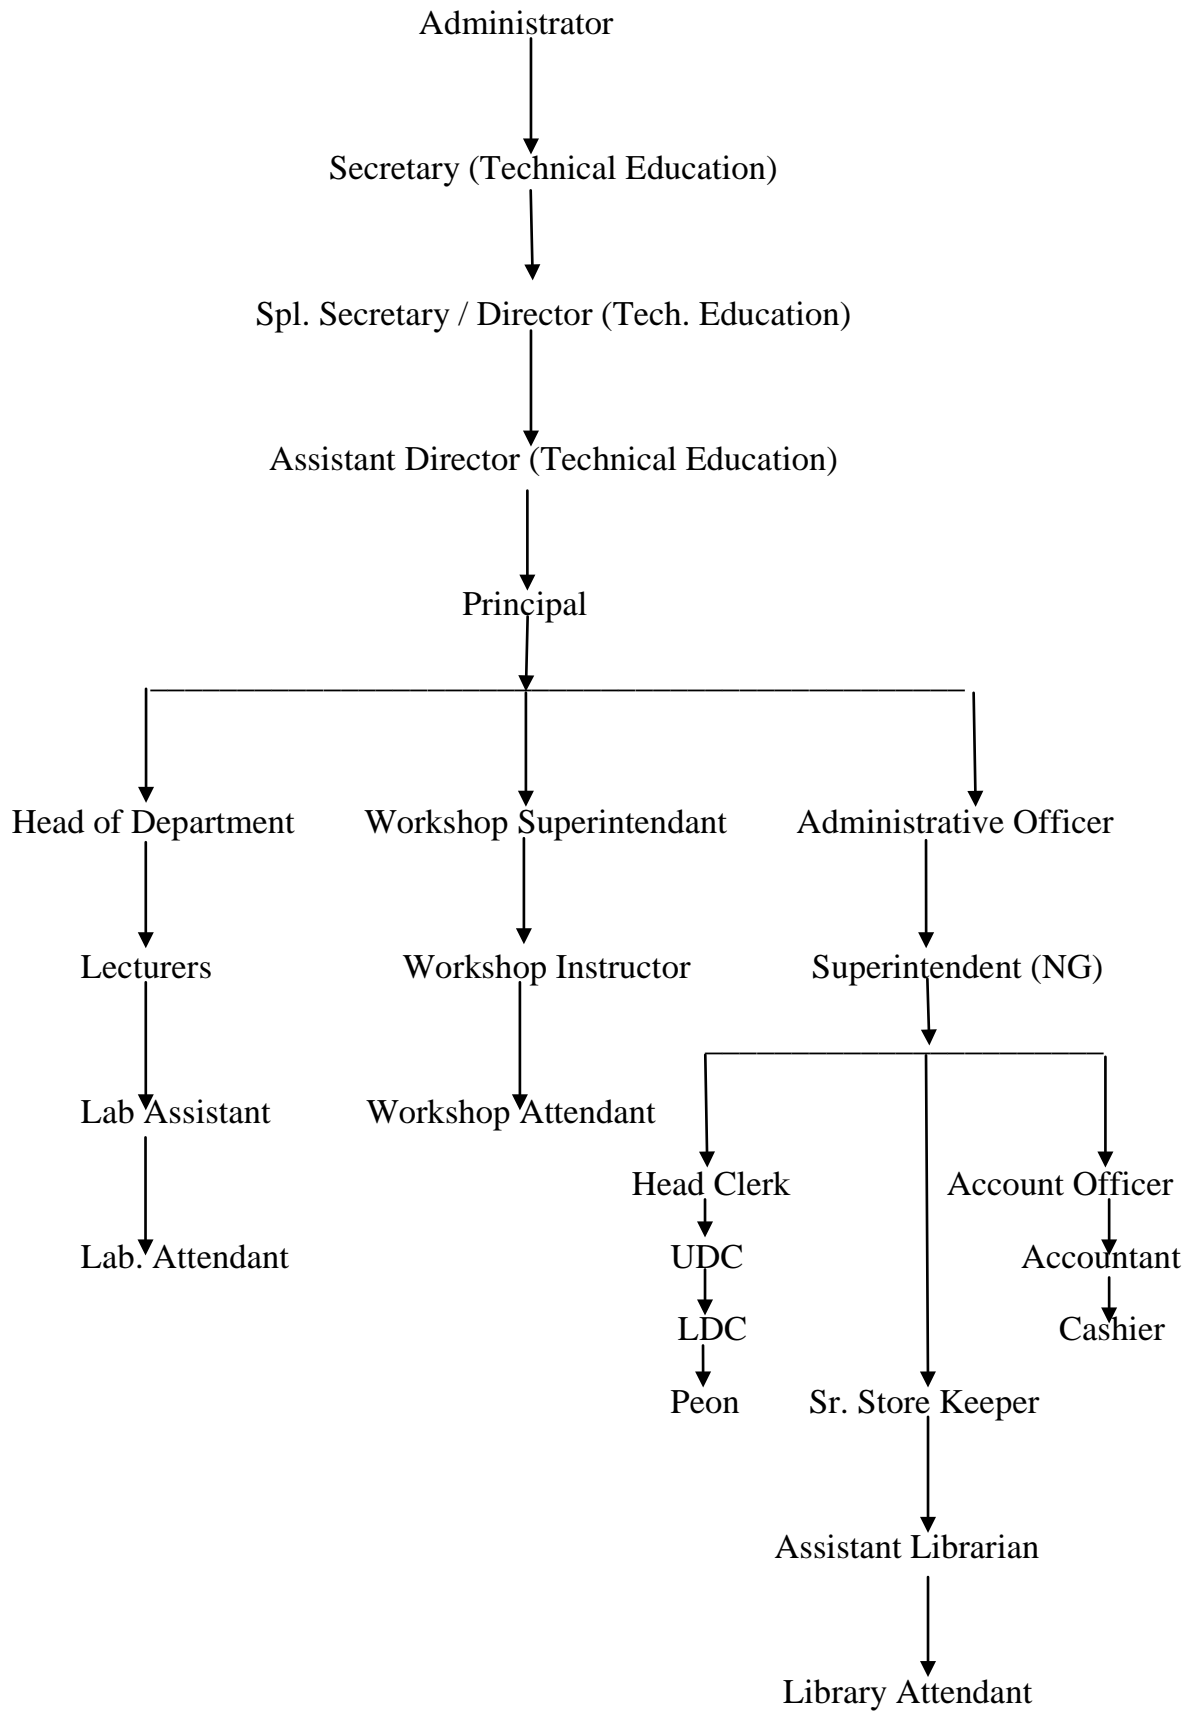 Administrator
Secretary (Technical Education)
Spl. Secretary / Director (Tech. Education)
Assistant Director (Technical Education)
Principal
Head of Department Workshop Superintendant Administrative Officer
Lecturers Workshop Instructor Superintendent (NG)
Lab Assistant Workshop Attendant
Head Clerk Account Officer
Lab. Attendant UDC Accountant
LDC Cashier
Peon Sr. Store Keeper
Assistant Librarian
Library Attendant